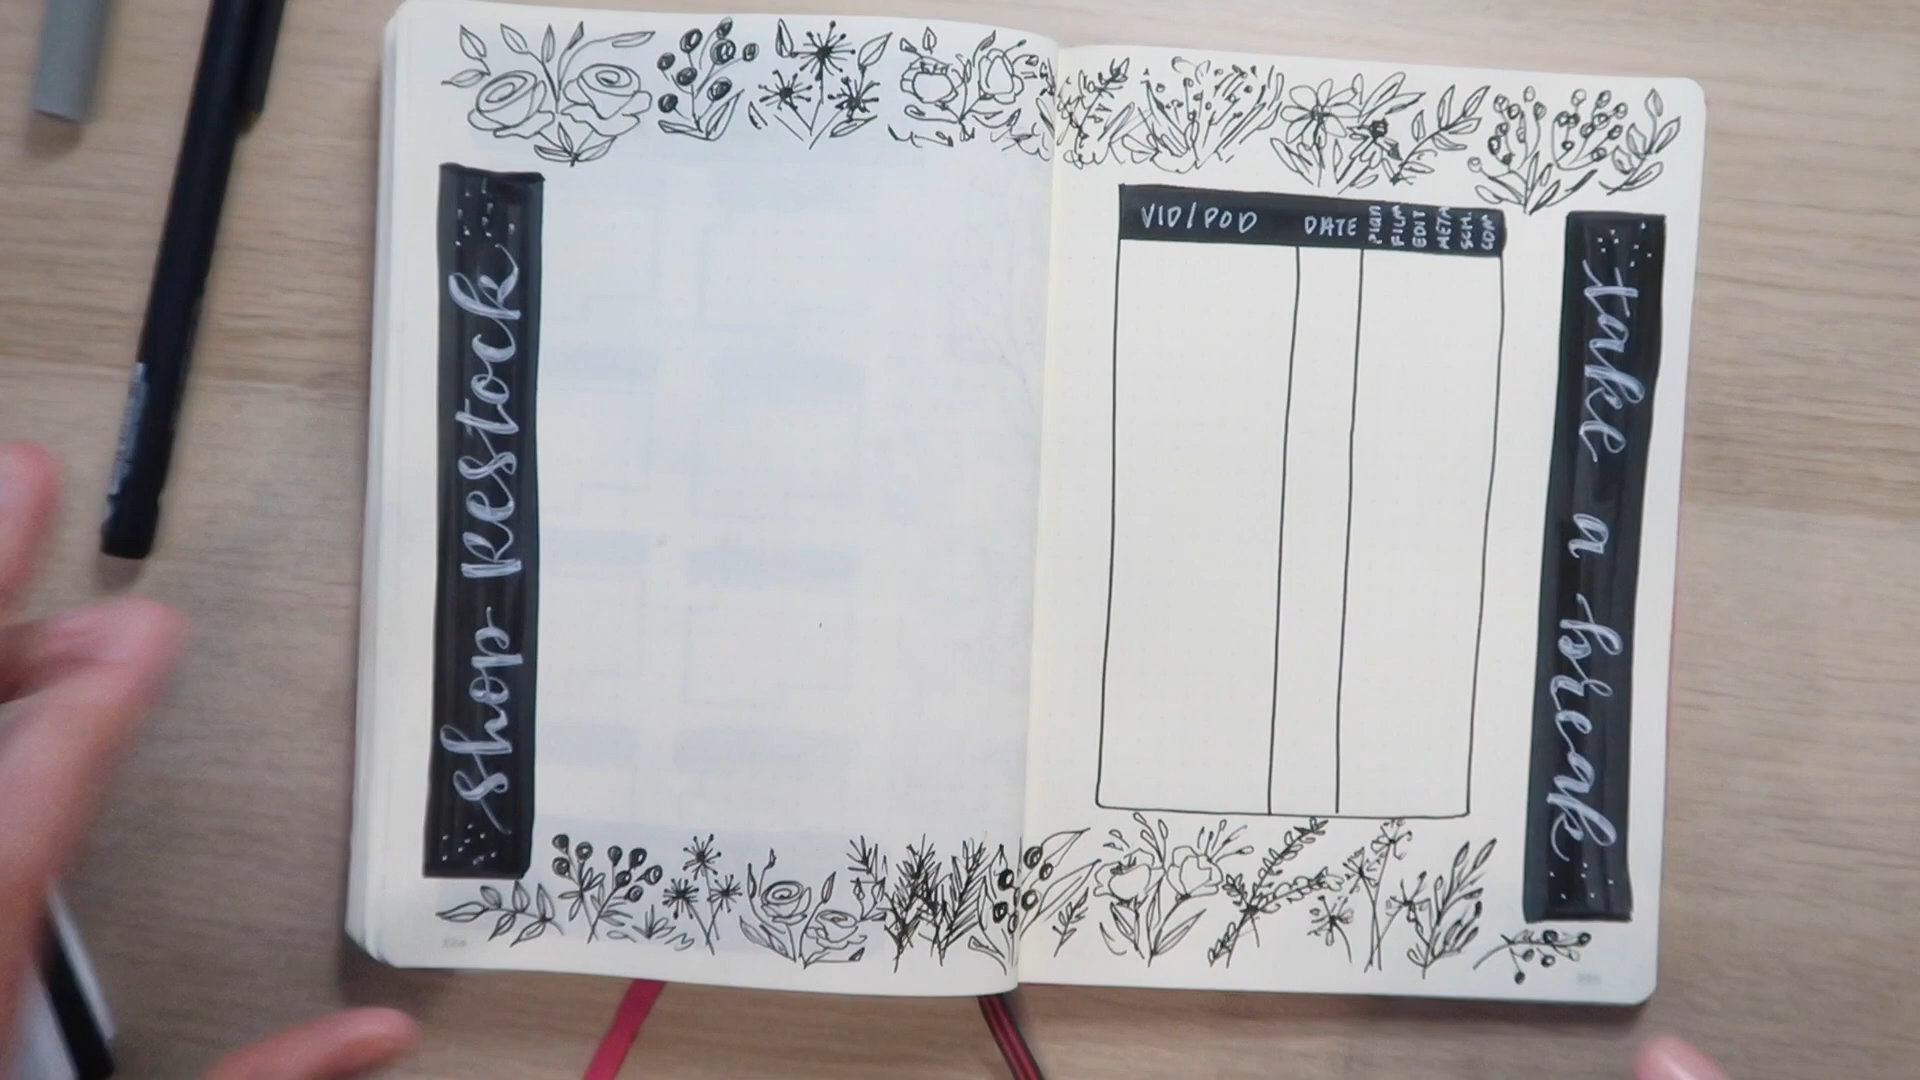 shop Restock
VID/POD DATE PlAn FILM EDIT META SCH. COM
take a break